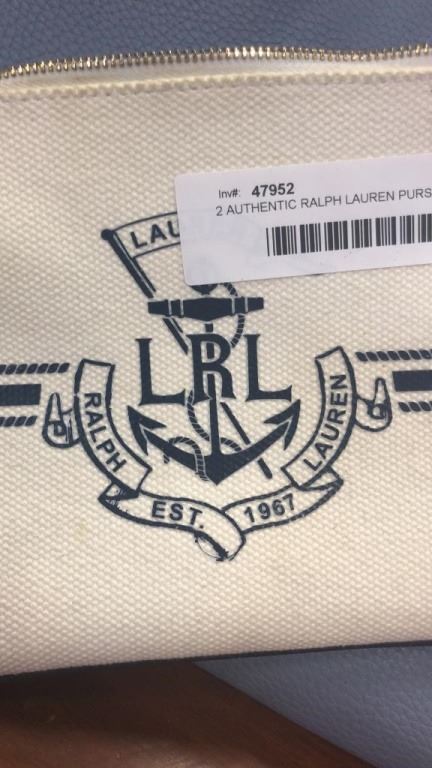 Inv#: 47952
2 AUTHENTIC RALPH LAUREN PURS
LAU
LRL
RALPH
LAUREN
EST. 1967